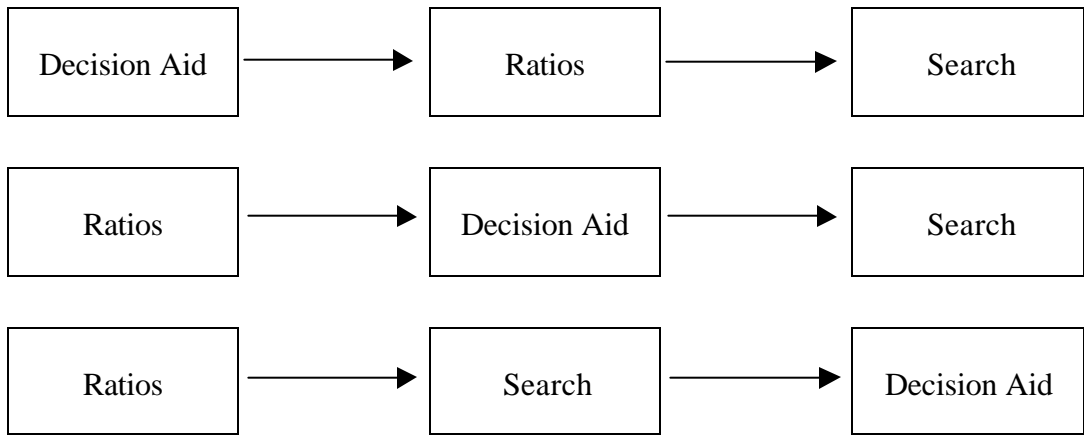 Decision Aid
Ratios
Search
Ratios
Decision Aid
Search
Ratios
Search
Decision Aid